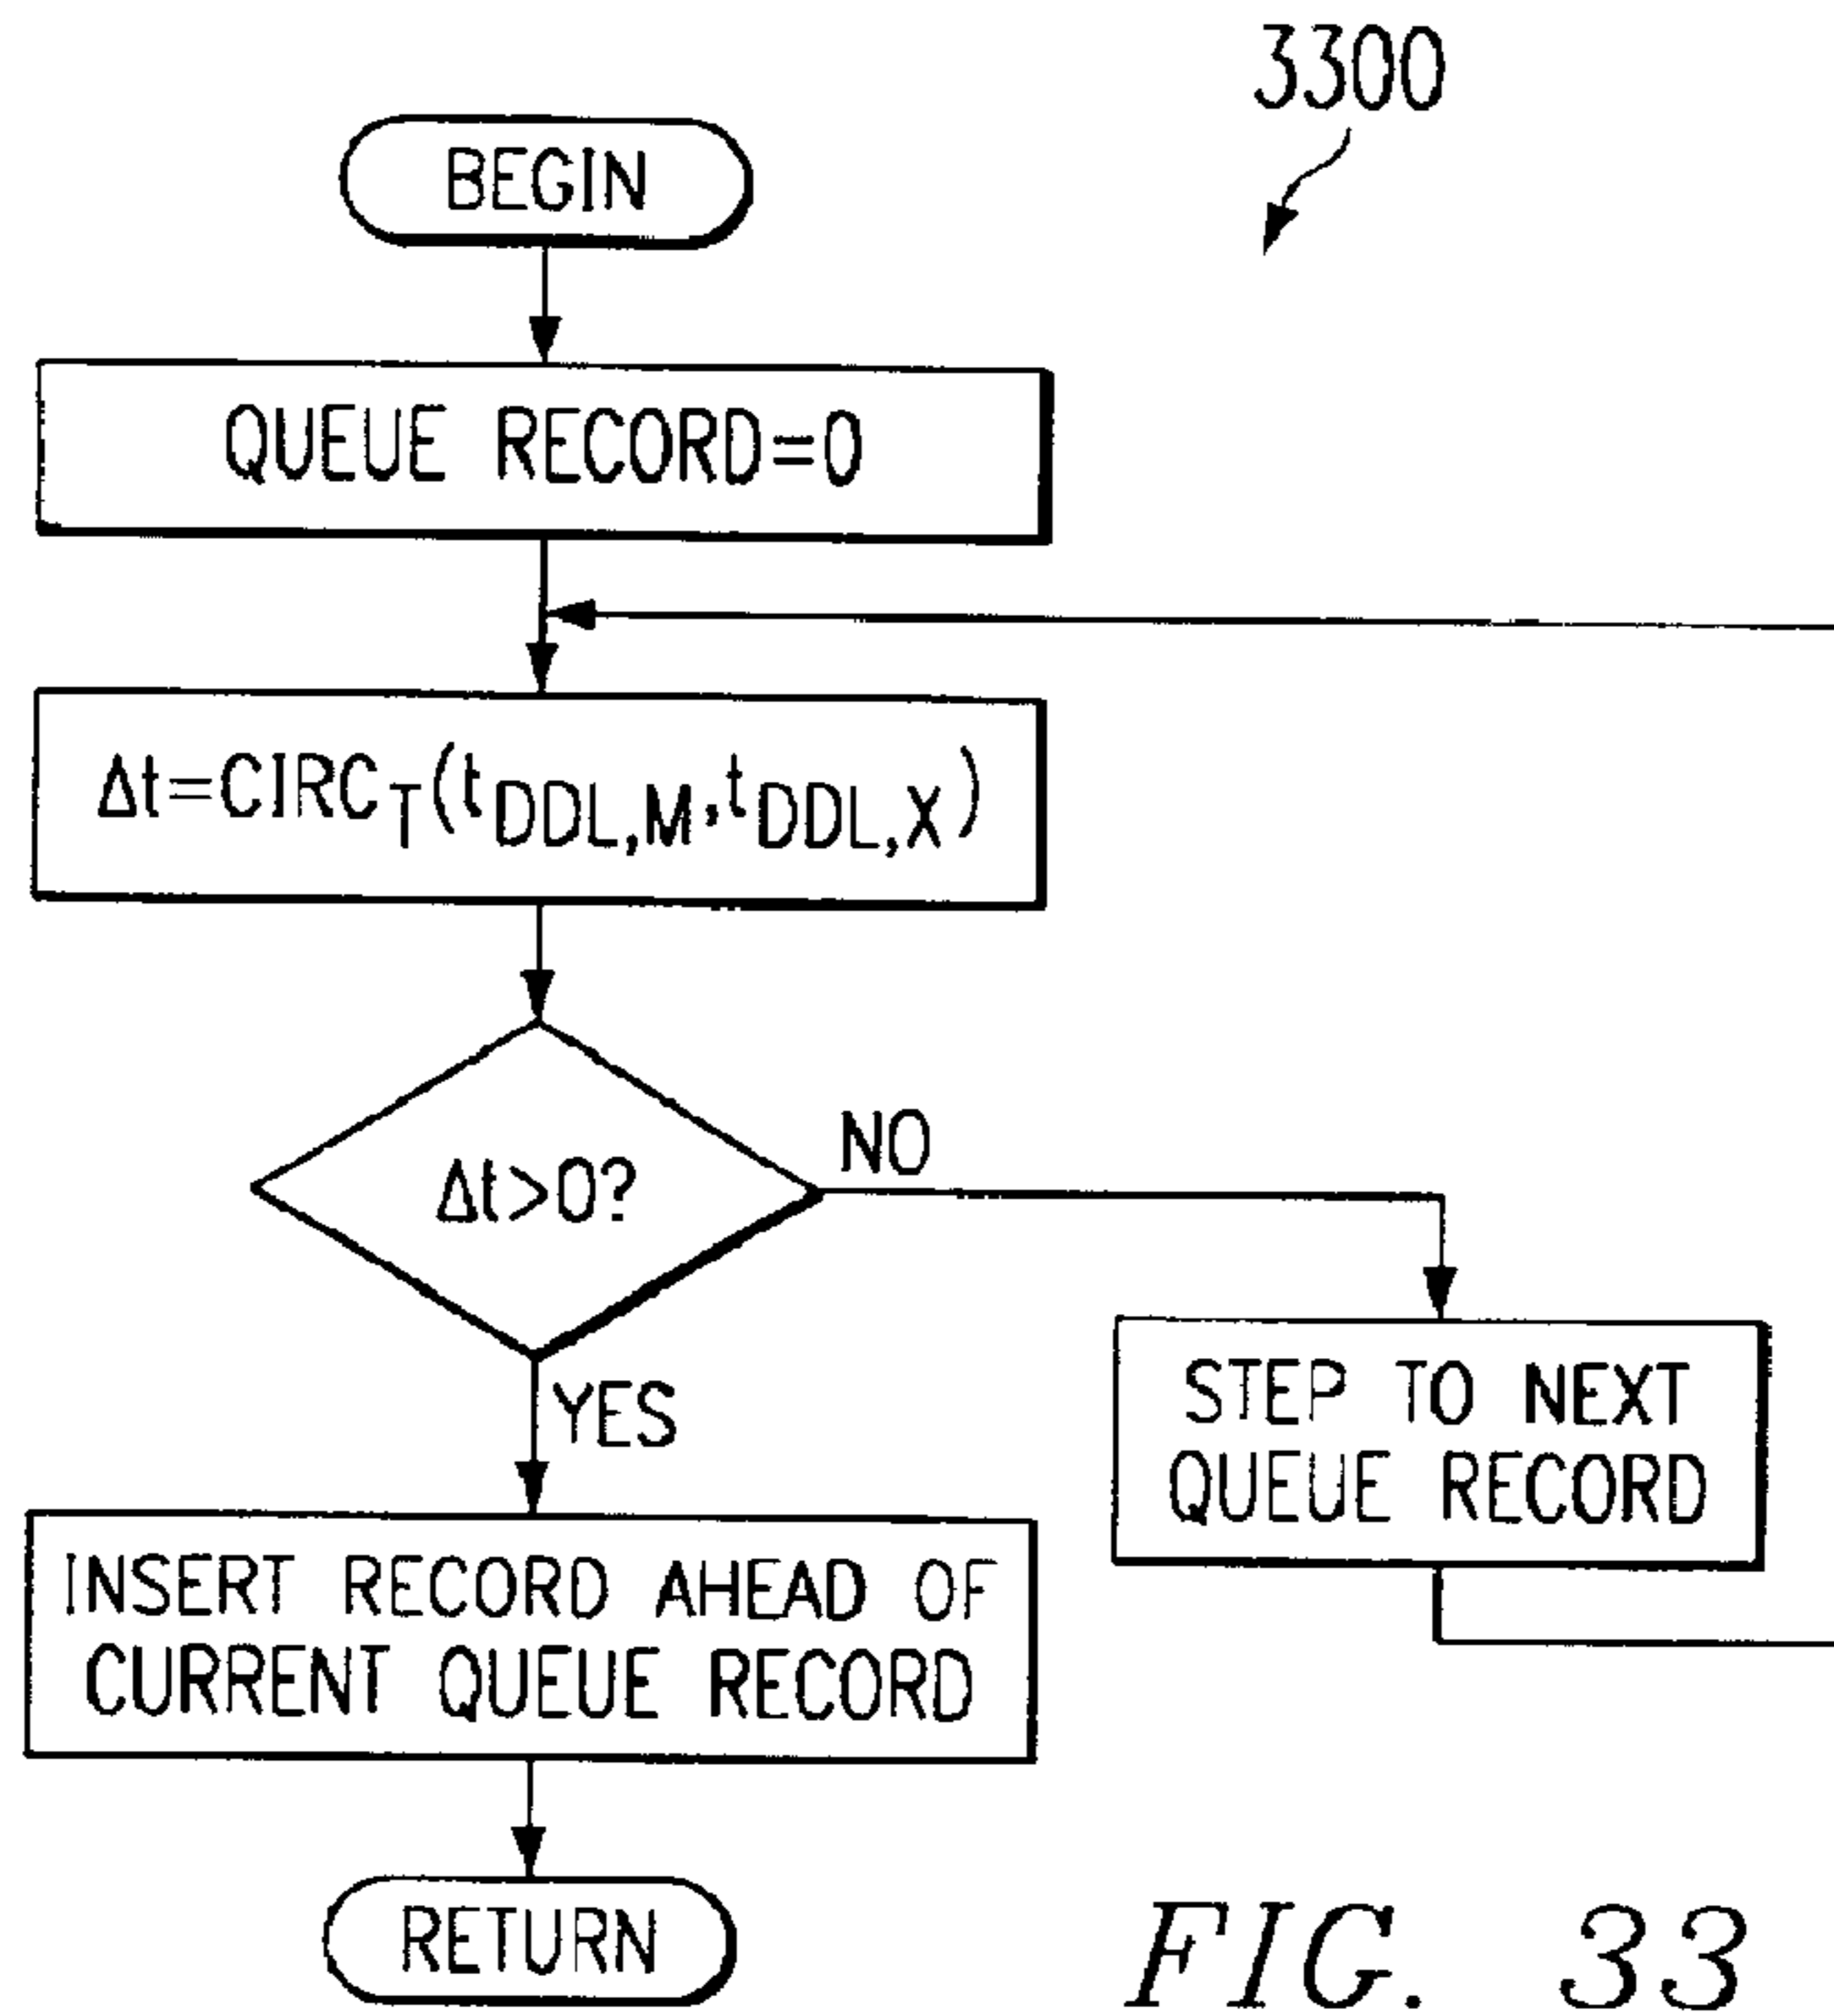 3300
BEGIN
QUEUE RECORD=0
Δt=CIRC_T(t_DDL,M,t_DDL,X)
Δt>0?
NO
YES
STEP TO NEXT
QUEUE RECORD
INSERT RECORD AHEAD OF
CURRENT QUEUE RECORD
RETURN
FIG. 33